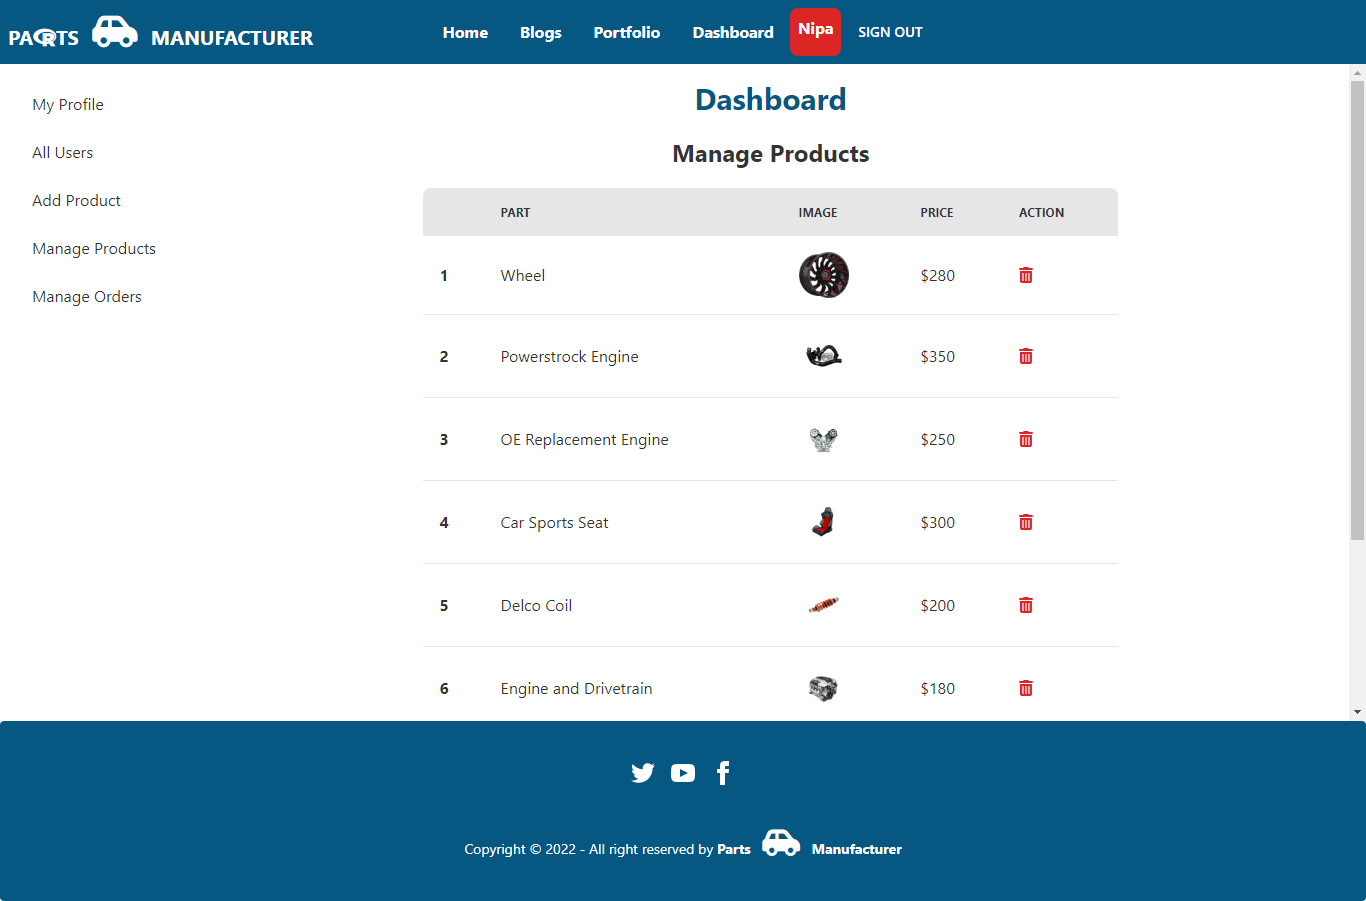 PARTS MANUFACTURER
Home Blogs Portfolio Dashboard Nipa SIGN OUT
My Profile
All Users
Add Product
Manage Products
Manage Orders
Dashboard
Manage Products
PART IMAGE PRICE ACTION
1 Wheel $280
2 Powerstrock Engine $350
3 OE Replacement Engine $250
4 Car Sports Seat $300
5 Delco Coil $200
6 Engine and Drivetrain $180
Copyright © 2022 - All right reserved by Parts Manufacturer